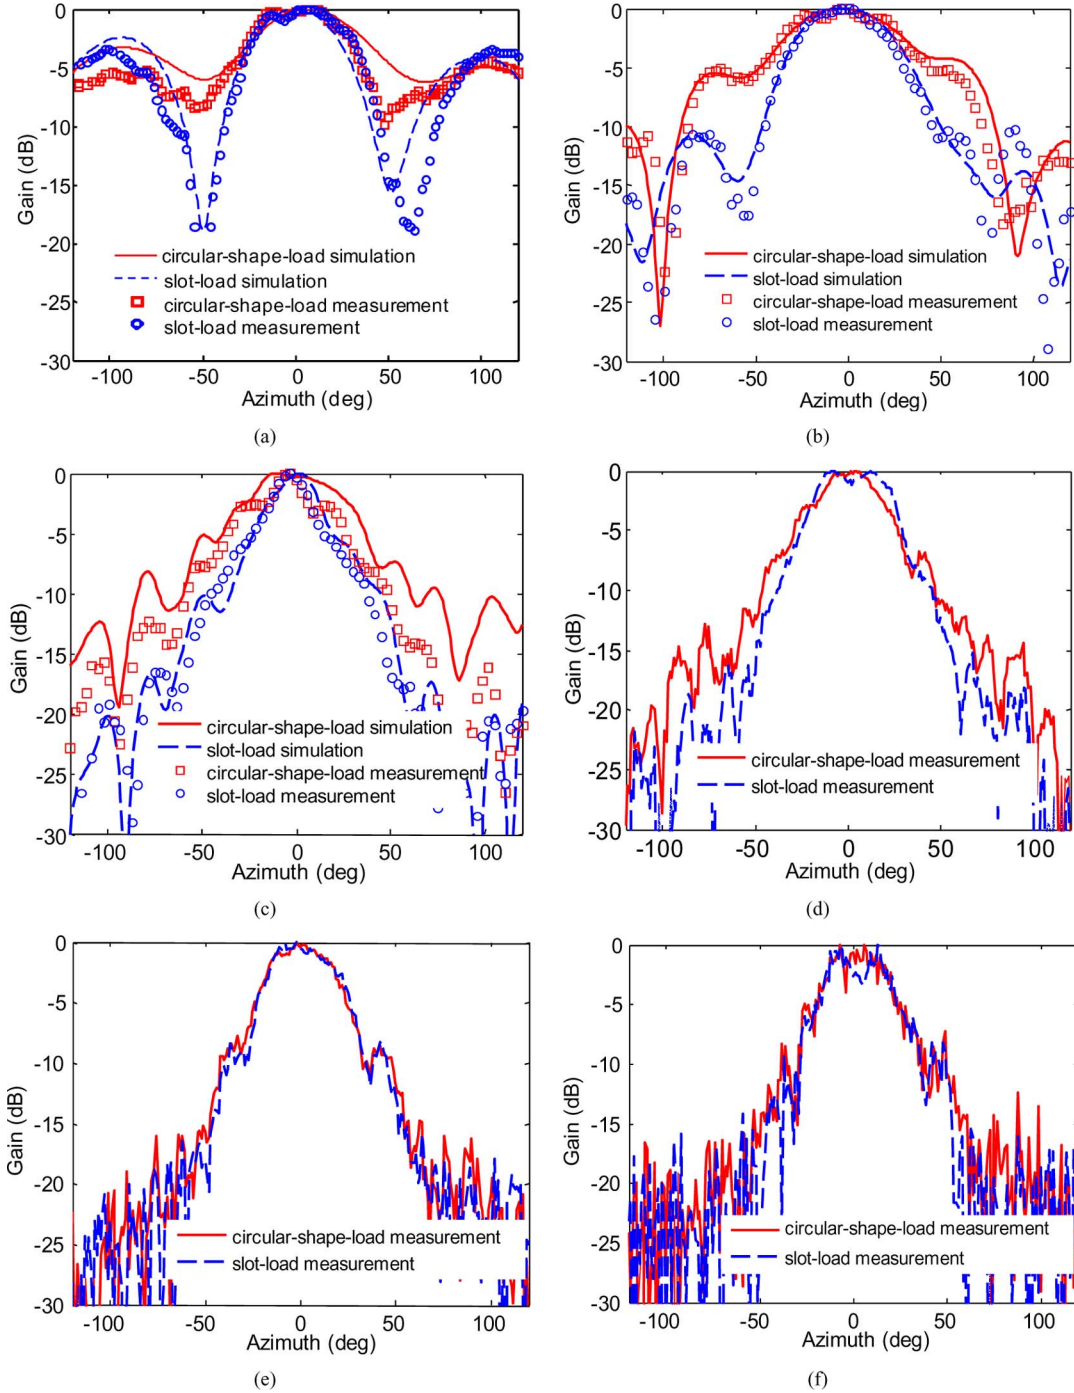 0
-5
-10
-15
-20
-25
-30
Gain (dB)
circular-shape-load simulation
slot-load simulation
circular-shape-load measurement
slot-load measurement
-100 -50 0 50 100
Azimuth (deg)
(a)
0
-5
-10
-15
-20
-25
-30
Gain (dB)
circular-shape-load simulation
slot-load simulation
circular-shape-load measurement
slot-load measurement
-100 -50 0 50 100
Azimuth (deg)
(b)
0
-5
-10
-15
-20
-25
-30
Gain (dB)
circular-shape-load simulation
slot-load simulation
circular-shape-load measurement
slot-load measurement
-100 -50 0 50 100
Azimuth (deg)
(c)
0
-5
-10
-15
-20
-25
-30
Gain (dB)
circular-shape-load measurement
slot-load measurement
-100 -50 0 50 100
Azimuth (deg)
(d)
0
-5
-10
-15
-20
-25
-30
Gain (dB)
circular-shape-load measurement
slot-load measurement
-100 -50 0 50 100
Azimuth (deg)
(e)
0
-5
-10
-15
-20
-25
-30
Gain (dB)
circular-shape-load measurement
slot-load measurement
-100 -50 0 50 100
Azimuth (deg)
(f)